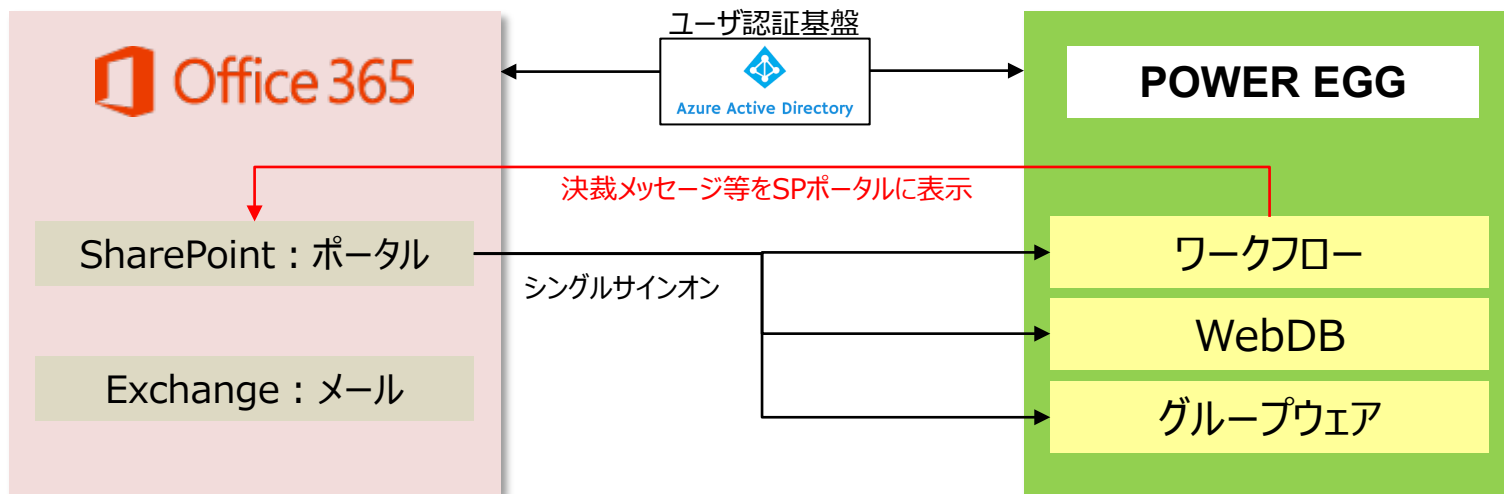 ユーザ認証基盤
Office 365
Azure Active Directory
POWER EGG
決裁メッセージ等をSPポータルに表示
SharePoint：ポータル
シングルサインオン
ワークフロー
WebDB
Exchange：メール
グループウェア